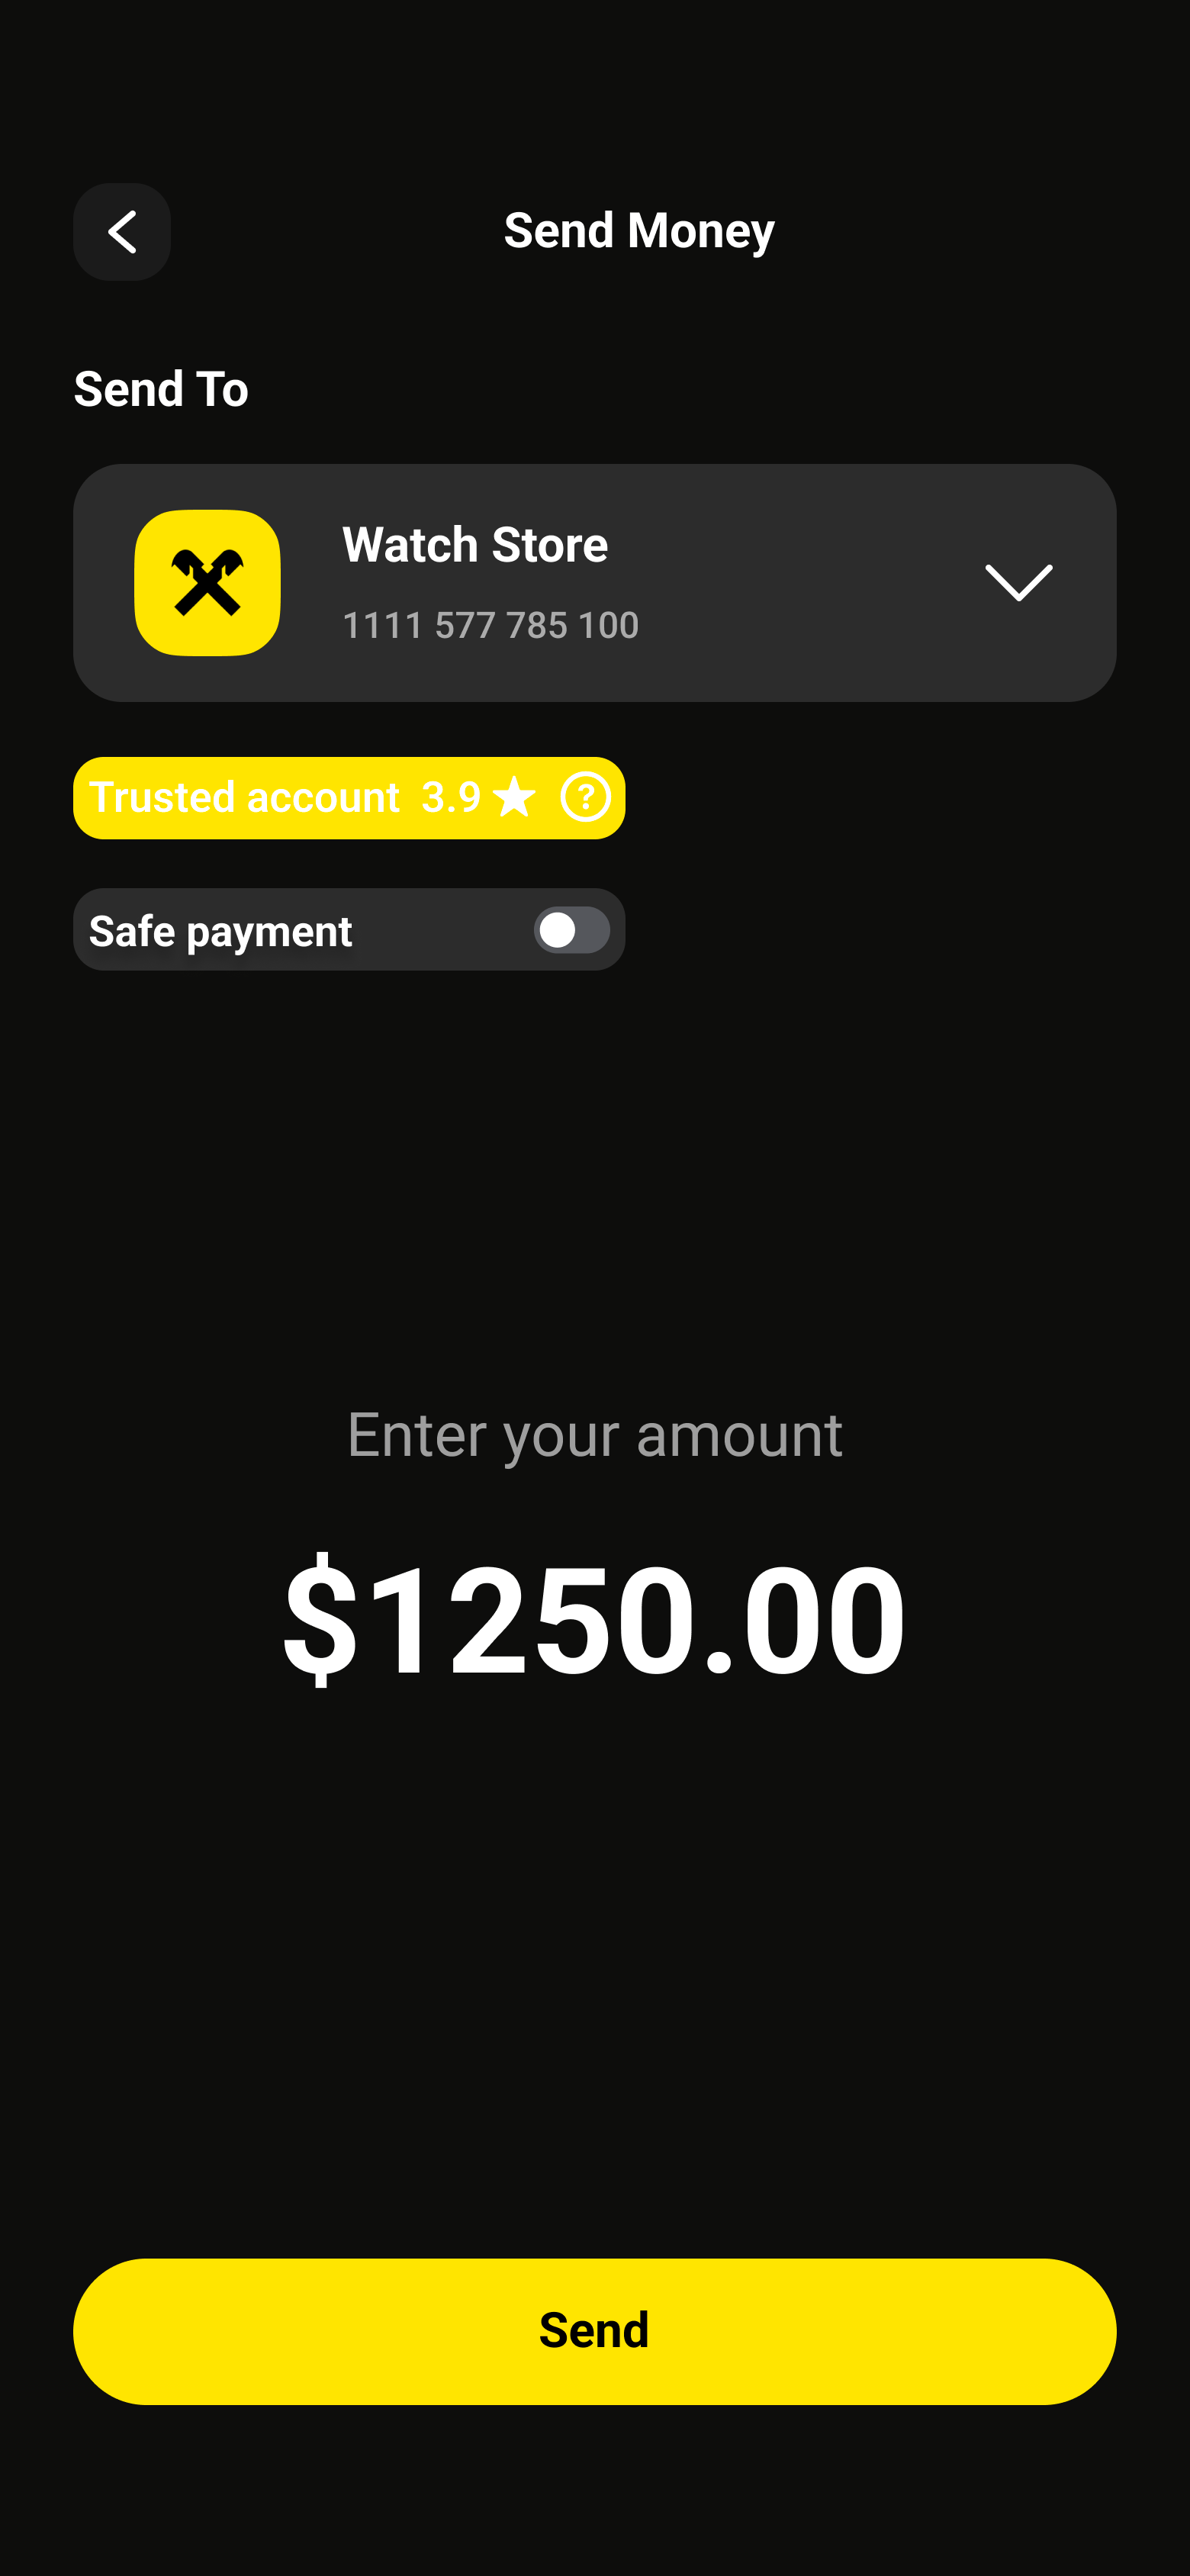 Send Money
Send To
Watch Store
1111 577 785 100
Trusted account 3.9 ?
Safe payment
Enter your amount
$1250.00
Send